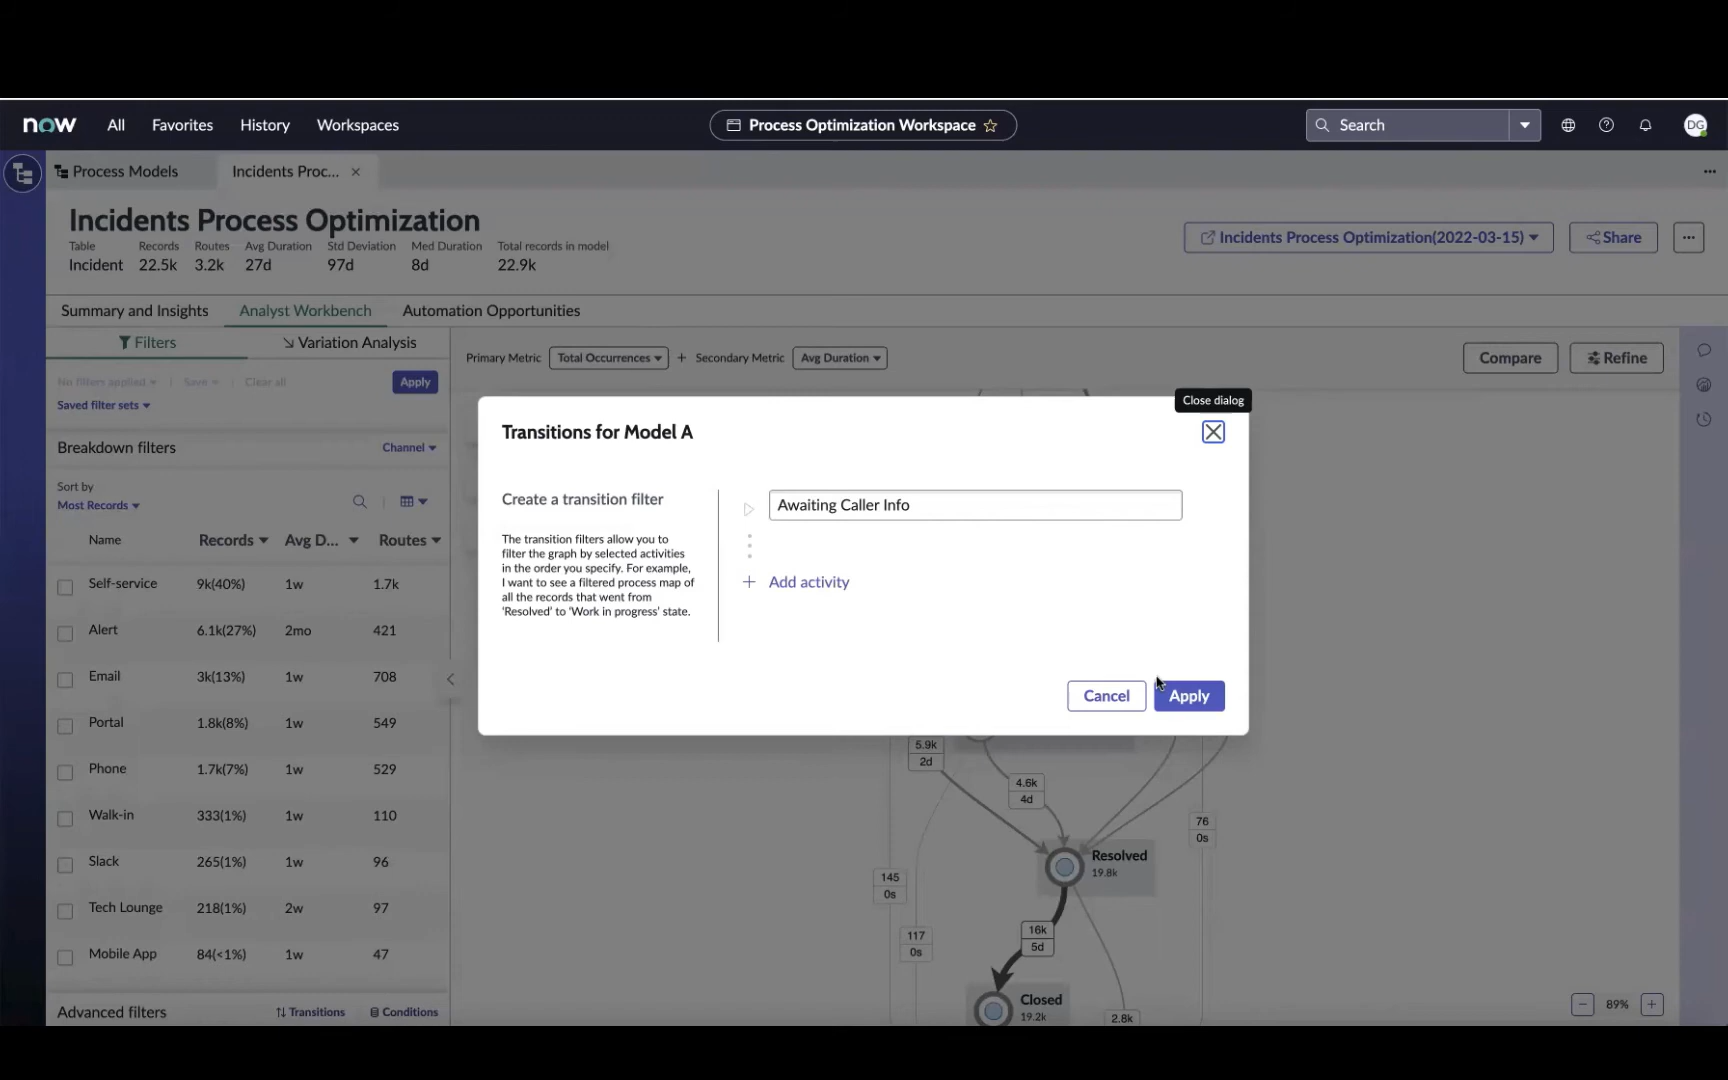 now All Favorites History Workspaces Process Optimization Workspace Search DG
Process Models Incidents Proc...
Incidents Process Optimization
Table Records Routes Avg Duration Std Deviation Med Duration Total records in model
Incident 22.5k 3.2k 27d 97d 8d 22.9k
Incidents Process Optimization(2022-03-15) Share
Summary and Insights Analyst Workbench Automation Opportunities
Filters Variation Analysis
Primary Metric Total Occurrences + Secondary Metric Avg Duration Compare Refine
No filters applied Save Clear all Apply
Saved filter sets
Breakdown filters Channel
Sort by
Most Records
Name Records Avg D... Routes
Self-service 9k(40%) 1w 1.7k
Alert 6.1k(27%) 2mo 421
Email 3k(13%) 1w 708
Portal 1.8k(8%) 1w 549
Phone 1.7k(7%) 1w 529
Walk-in 333(1%) 1w 110
Slack 265(1%) 1w 96
Tech Lounge 218(1%) 2w 97
Mobile App 84(<1%) 1w 47
Advanced filters Transitions Conditions
Close dialog
Transitions for Model A
Create a transition filter
The transition filters allow you to
filter the graph by selected activities
in the order you specify. For example,
I want to see a filtered process map of
all the records that went from
'Resolved' to 'Work in progress' state.
Awaiting Caller Info
+ Add activity
Cancel Apply
5.9k
2d
4.6k
4d
76
0s
Resolved
19.8k
145
0s
117
0s
16k
5d
Closed
19.2k
2.8k
89%